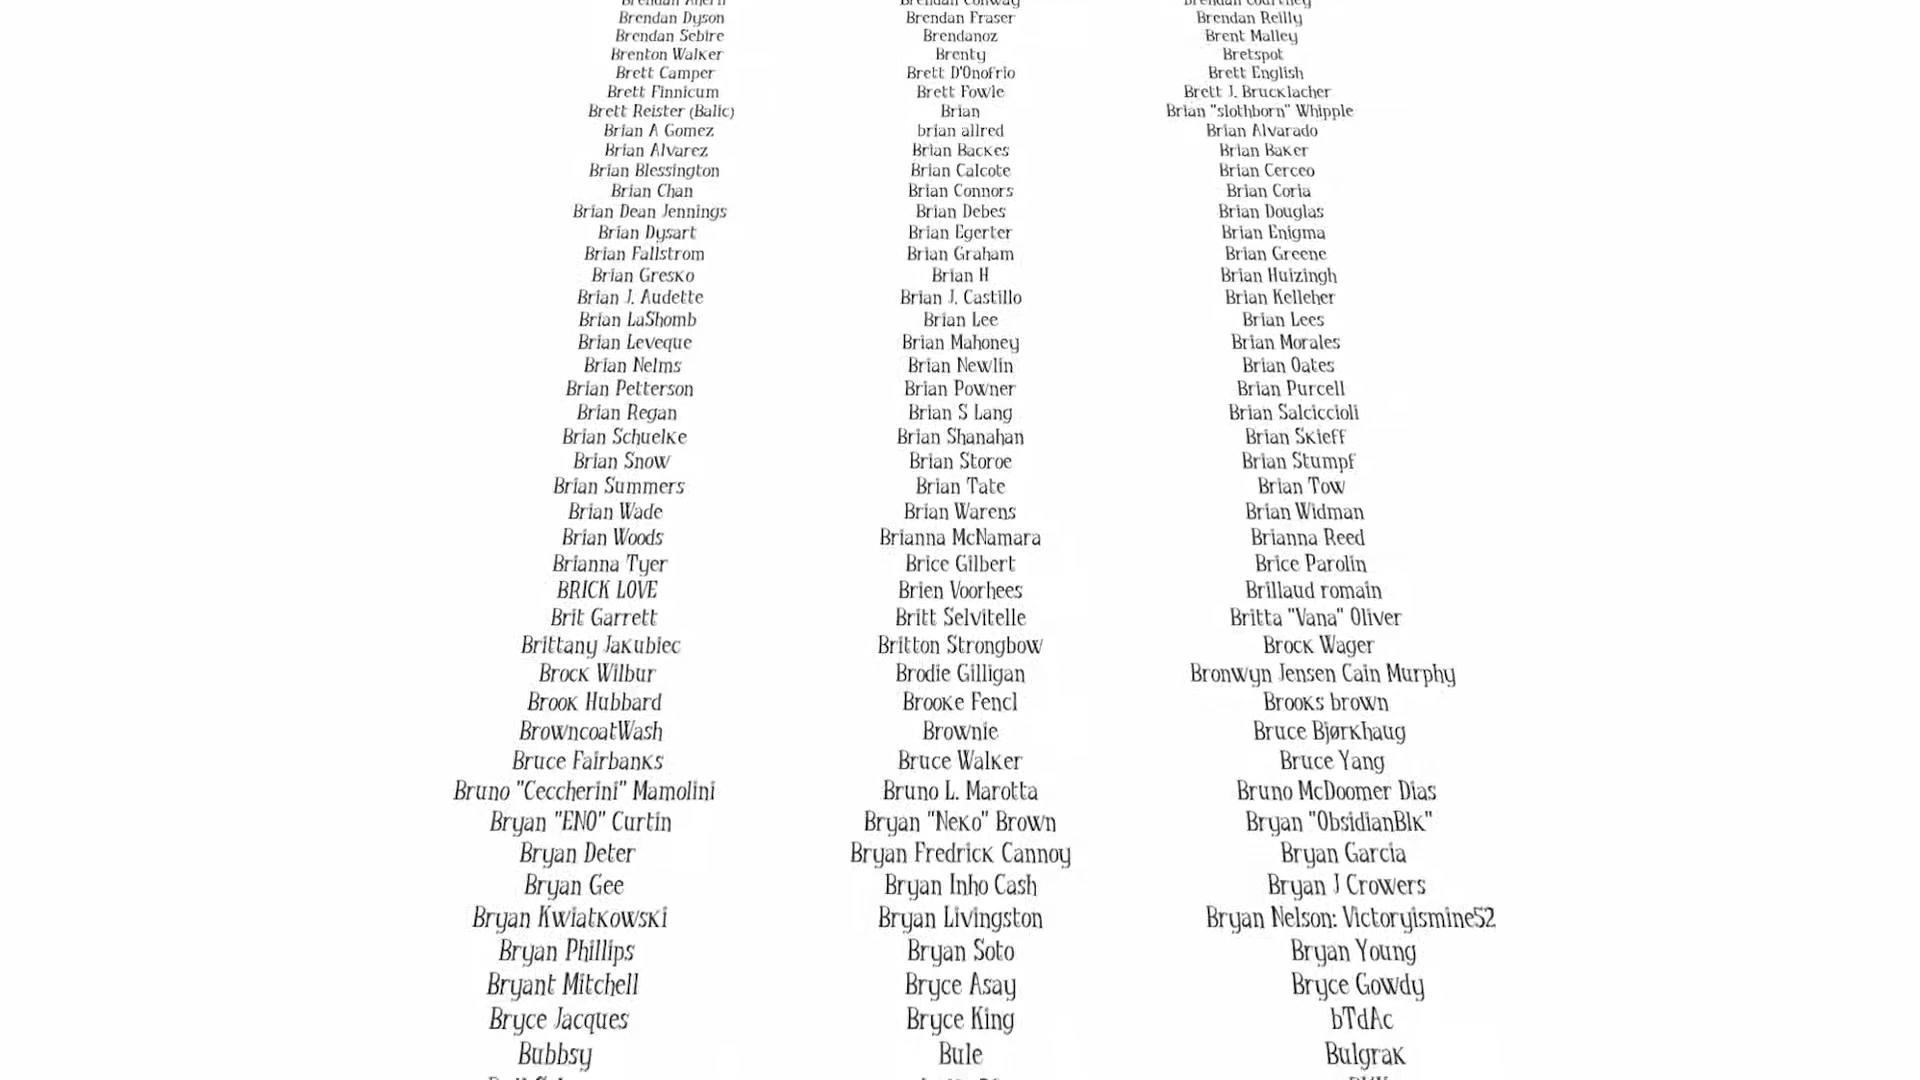 Brendan Ahern Brendan Conway Brendan Courtney
Brendan Dyson Brendan Fraser Brendan Reilly
Brendan Sebire Brendanoz Brent Malley
Brenton Walker Brenty Bretspot
Brett Camper Brett D'Onofrio Brett English
Brett Finnicum Brett Fowle Brett J. Brucklacher
Brett Reister (Balic) Brian Brian "slothborn" Whipple
Brian A Gomez brian allred Brian Alvarado
Brian Alvarez Brian Backes Brian Baker
Brian Blessington Brian Calcote Brian Cerceo
Brian Chan Brian Connors Brian Coria
Brian Dean Jennings Brian Debes Brian Douglas
Brian Dysart Brian Egerter Brian Enigma
Brian Fallstrom Brian Graham Brian Greene
Brian Gresko Brian H Brian Huizingh
Brian J. Audette Brian J. Castillo Brian Kelleher
Brian LaShomb Brian Lee Brian Lees
Brian Leveque Brian Mahoney Brian Morales
Brian Nelms Brian Newlin Brian Oates
Brian Petterson Brian Powner Brian Purcell
Brian Regan Brian S Lang Brian Salciccioli
Brian Schuelke Brian Shanahan Brian Skieff
Brian Snow Brian Storoe Brian Stumpf
Brian Summers Brian Tate Brian Tow
Brian Wade Brian Warens Brian Widman
Brian Woods Brianna McNamara Brianna Reed
Brianna Tyer Brice Gilbert Brice Parolin
BRICK LOVE Brien Voorhees Brillaud romain
Brit Garrett Britt Selvitelle Britta "Vana" Oliver
Brittany Jakubiec Britton Strongbow Brock Wager
Brock Wilbur Brodie Gilligan Bronwyn Jensen Cain Murphy
Brook Hubbard Brooke Fencl Brooks brown
BrowncoatWash Brownie Bruce Bjørkhaug
Bruce Fairbanks Bruce Walker Bruce Yang
Bruno "Ceccherini" Mamolini Bruno L. Marotta Bruno McDoomer Dias
Bryan "ENO" Curtin Bryan "Neko" Brown Bryan "ObsidianBlk"
Bryan Deter Bryan Fredrick Cannoy Bryan Garcia
Bryan Gee Bryan Inho Cash Bryan J Crowers
Bryan Kwiatkowski Bryan Livingston Bryan Nelson: Victoryismine52
Bryan Phillips Bryan Soto Bryan Young
Bryant Mitchell Bryce Asay Bryce Gowdy
Bryce Jacques Bryce King bTdAc
Bubbsy Bule Bulgrak